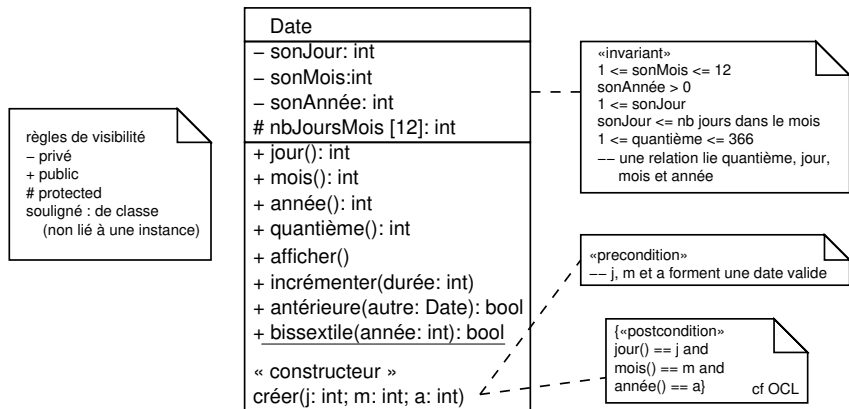 Date
− sonJour: int
− sonMois:int
− sonAnnée: int
# nbJoursMois [12]: int
+ jour(): int
+ mois(): int
+ année(): int
+ quantième(): int
+ afficher()
+ incrémenter(durée: int)
+ antérieure(autre: Date): bool
+ bissextile(année: int): bool
« constructeur »
créer(j: int; m: int; a: int)
règles de visibilité
− privé
+ public
# protected
souligné : de classe
(non lié à une instance)
«invariant»
1 <= sonMois <= 12
sonAnnée > 0
1 <= sonJour
sonJour <= nb jours dans le mois
1 <= quantième <= 366
−− une relation lie quantième, jour,
mois et année
«precondition»
−− j, m et a forment une date valide
{«postcondition»
jour() == j and
mois() == m and
année() == a}
cf OCL